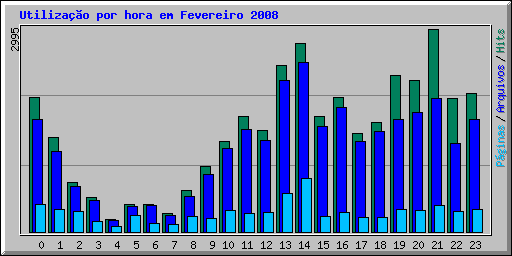 Utilização por hora em Fevereiro 2008
2995
0 1 2 3 4 5 6 7 8 9 10 11 12 13 14 15 16 17 18 19 20 21 22 23
Páginas / Arquivos / Hits